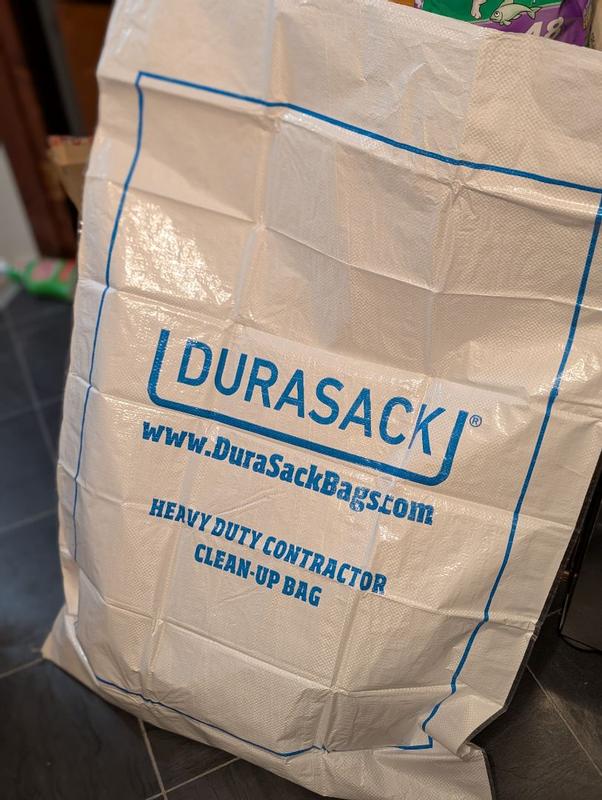 DURASACK®
www.DuraSackBags.com
HEAVY DUTY CONTRACTOR
CLEAN-UP BAG